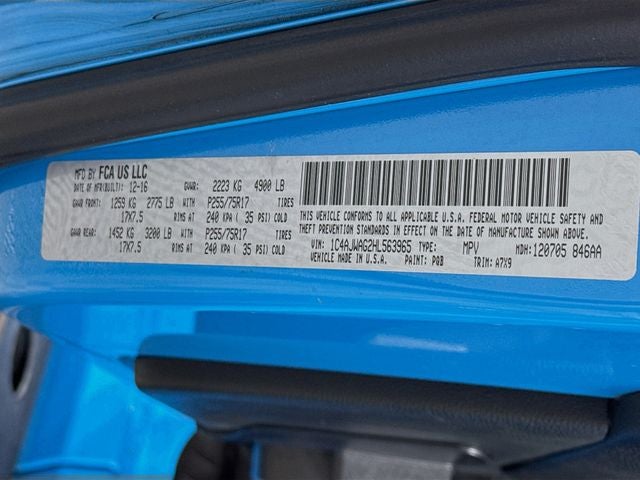 MFD BY FCA US LLC
DATE OF MFR(BUILT): 12-16 GVWR: 2223 KG 4900 LB
GAWR FRONT: 1259 KG 2775 LB P255/75R17 TIRES
17X7.5 RIMS AT 240 KPA ( 35 PSI) COLD
GAWR REAR: 1452 KG 3200 LB P255/75R17 TIRES
17X7.5 RIMS AT 240 KPA ( 35 PSI) COLD
THIS VEHICLE CONFORMS TO ALL APPLICABLE U.S.A. FEDERAL MOTOR VEHICLE SAFETY AND
THEFT PREVENTION STANDARDS IN EFFECT ON THE DATE OF MANUFACTURE SHOWN ABOVE.
VIN: 1C4AJWAG2HL563965 TYPE: MPV MDH: 120705 846AA
VEHICLE MADE IN U.S.A. PAINT: PQB TRIM: A7X9